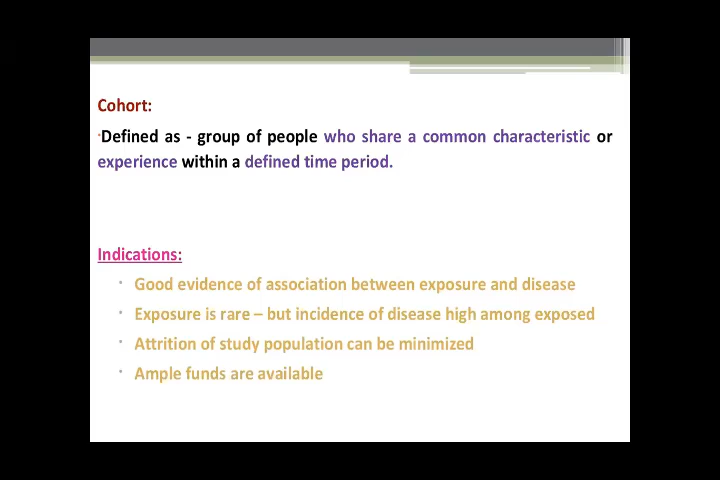 Cohort:
•Defined as - group of people who share a common characteristic or
experience within a defined time period.
Indications:
• Good evidence of association between exposure and disease
• Exposure is rare – but incidence of disease high among exposed
• Attrition of study population can be minimized
• Ample funds are available